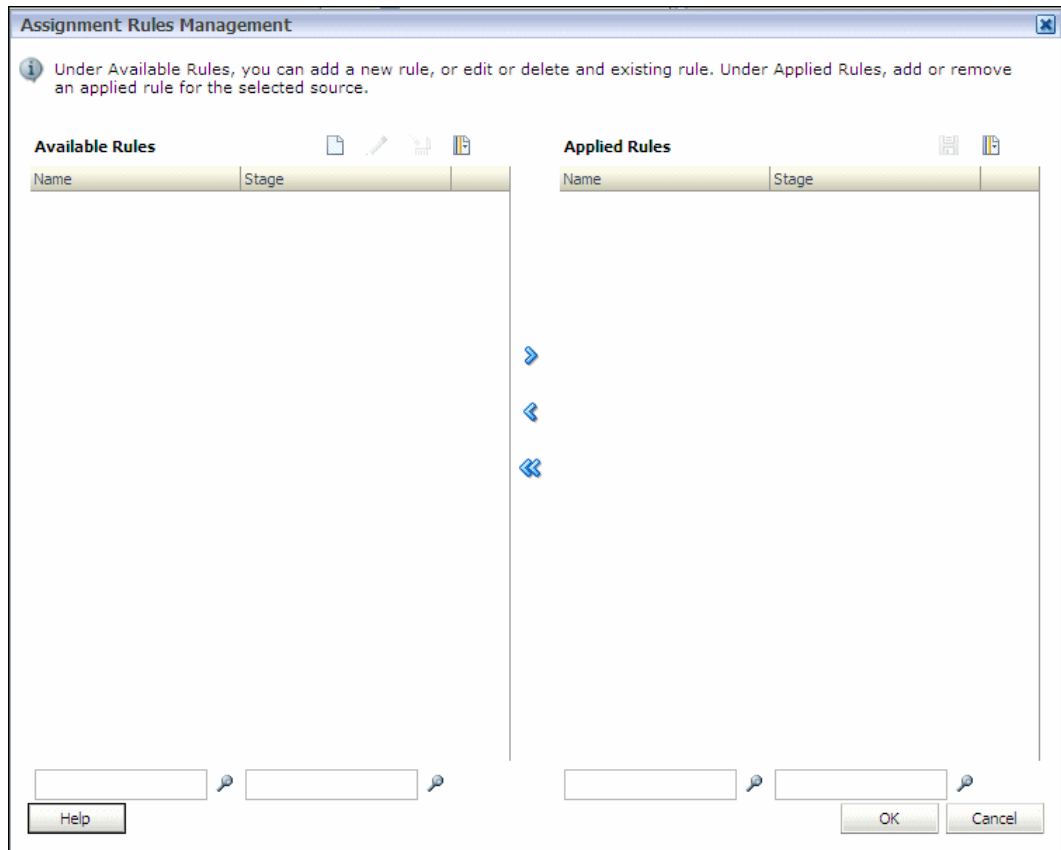 Assignment Rules Management
Under Available Rules, you can add a new rule, or edit or delete and existing rule. Under Applied Rules, add or remove
an applied rule for the selected source.
Available Rules
Applied Rules
Name Stage
Name Stage
Help
OK
Cancel